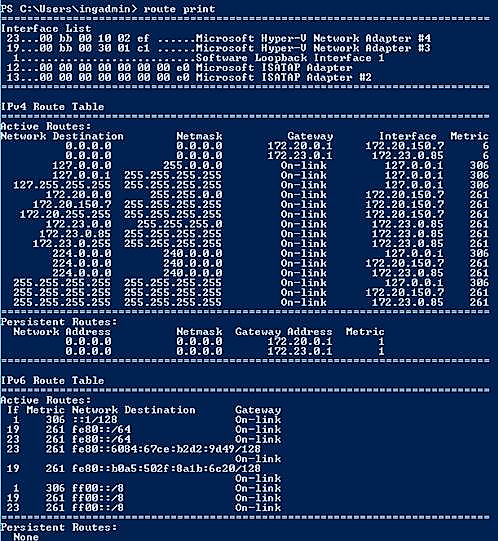 PS C:\Users\ingadmin> route print
===========================================================================
Interface List
23...00 bb 00 10 02 ef ......Microsoft Hyper-V Network Adapter #4
19...00 bb 00 30 01 c1 ......Microsoft Hyper-V Network Adapter #3
1...........................Software Loopback Interface 1
12...00 00 00 00 00 00 00 e0 Microsoft ISATAP Adapter
13...00 00 00 00 00 00 00 e0 Microsoft ISATAP Adapter #2
===========================================================================
IPv4 Route Table
===========================================================================
Active Routes:
Network Destination Netmask Gateway Interface Metric
0.0.0.0 0.0.0.0 172.20.0.1 172.20.150.7 6
0.0.0.0 0.0.0.0 172.23.0.1 172.23.0.85 6
127.0.0.0 255.0.0.0 On-link 127.0.0.1 306
127.0.0.1 255.255.255.255 On-link 127.0.0.1 306
127.255.255.255 255.255.255.255 On-link 127.0.0.1 306
172.20.0.0 255.255.0.0 On-link 172.20.150.7 261
172.20.150.7 255.255.255.255 On-link 172.20.150.7 261
172.20.255.255 255.255.255.255 On-link 172.20.150.7 261
172.23.0.0 255.255.255.0 On-link 172.23.0.85 261
172.23.0.85 255.255.255.255 On-link 172.23.0.85 261
172.23.0.255 255.255.255.255 On-link 172.23.0.85 261
224.0.0.0 240.0.0.0 On-link 127.0.0.1 306
224.0.0.0 240.0.0.0 On-link 172.20.150.7 261
224.0.0.0 240.0.0.0 On-link 172.23.0.85 261
255.255.255.255 255.255.255.255 On-link 127.0.0.1 306
255.255.255.255 255.255.255.255 On-link 172.20.150.7 261
255.255.255.255 255.255.255.255 On-link 172.23.0.85 261
===========================================================================
Persistent Routes:
Network Address Netmask Gateway Address Metric
0.0.0.0 0.0.0.0 172.20.0.1 1
0.0.0.0 0.0.0.0 172.23.0.1 1
===========================================================================
IPv6 Route Table
===========================================================================
Active Routes:
If Metric Network Destination Gateway
1 306 ::1/128 On-link
19 261 fe80::/64 On-link
23 261 fe80::/64 On-link
23 261 fe80::6084:67ce:b2d2:9d49/128
On-link
19 261 fe80::b0a5:502f:8a1b:6c20/128
On-link
1 306 ff00::/8 On-link
19 261 ff00::/8 On-link
23 261 ff00::/8 On-link
===========================================================================
Persistent Routes:
None